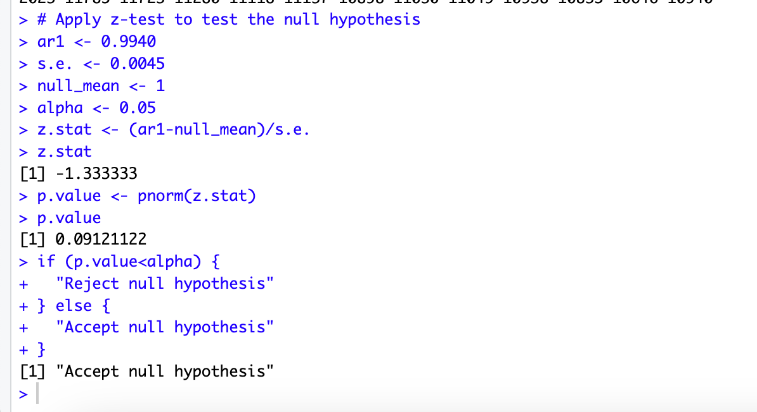 > # Apply z-test to test the null hypothesis
> ar1 <- 0.9940
> s.e. <- 0.0045
> null_mean <- 1
> alpha <- 0.05
> z.stat <- (ar1-null_mean)/s.e.
> z.stat
[1] -1.333333
> p.value <- pnorm(z.stat)
> p.value
[1] 0.09121122
> if (p.value<alpha) {
+   "Reject null hypothesis"
+ } else {
+   "Accept null hypothesis"
+ }
[1] "Accept null hypothesis"
>